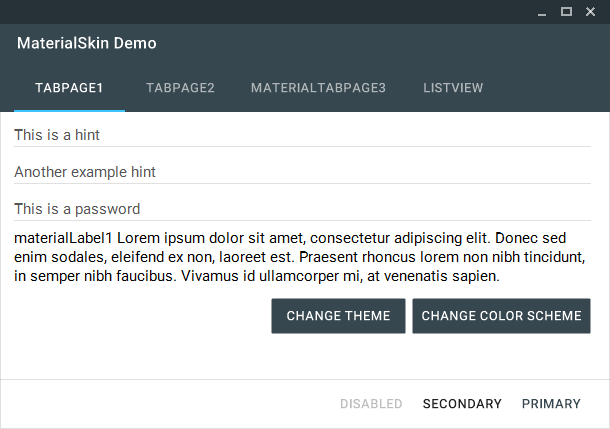 MaterialSkin Demo
TABPAGE1 TABPAGE2 MATERIALTABPAGE3 LISTVIEW
This is a hint
Another example hint
This is a password
materialLabel1 Lorem ipsum dolor sit amet, consectetur adipiscing elit. Donec sed
enim sodales, eleifend ex non, laoreet est. Praesent rhoncus lorem non nibh tincidunt,
in semper nibh faucibus. Vivamus id ullamcorper mi, at venenatis sapien.
CHANGE THEME CHANGE COLOR SCHEME
DISABLED SECONDARY PRIMARY